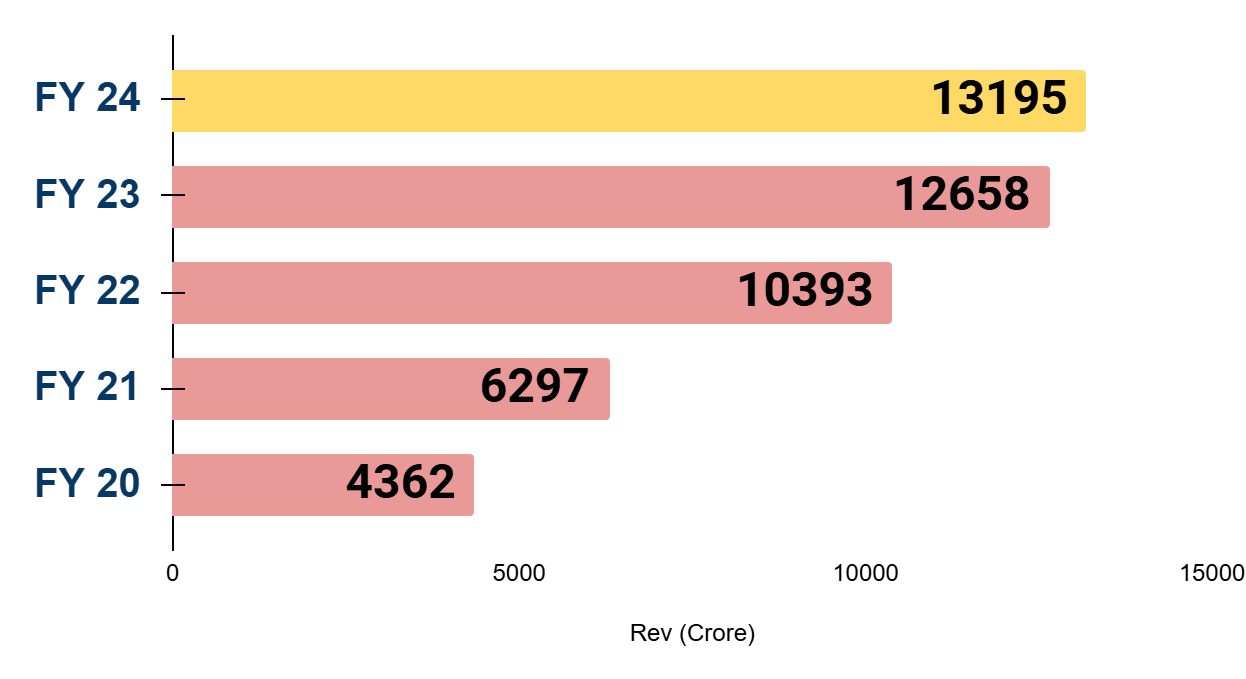 FY 24 13195
FY 23 12658
FY 22 10393
FY 21 6297
FY 20 4362
0 5000 10000 15000
Rev (Crore)